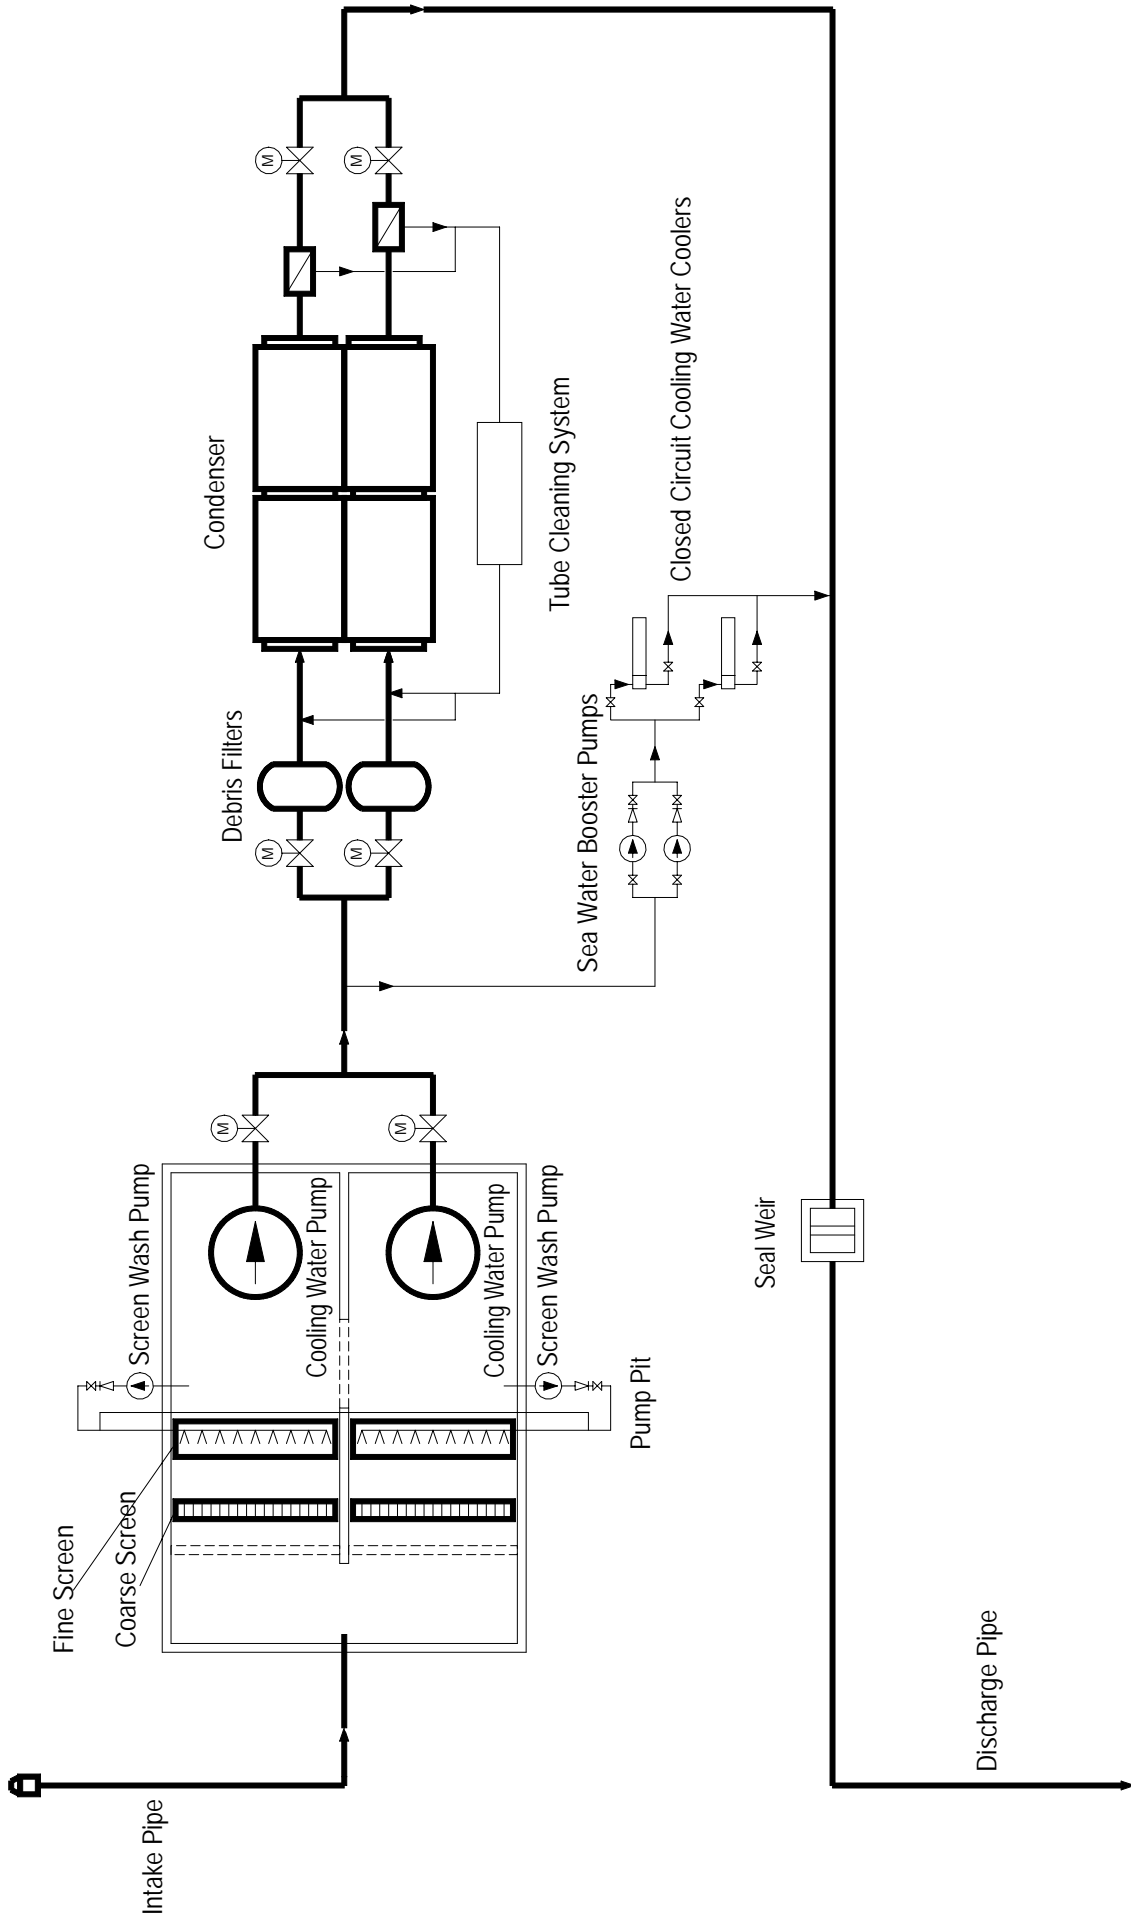 Intake Pipe
Fine Screen
Coarse Screen
Screen Wash Pump
Cooling Water Pump
Cooling Water Pump
Screen Wash Pump
Pump Pit
M
M
Debris Filters
M
M
Condenser
M
M
Tube Cleaning System
Sea Water Booster Pumps
Closed Circuit Cooling Water Coolers
Seal Weir
Discharge Pipe